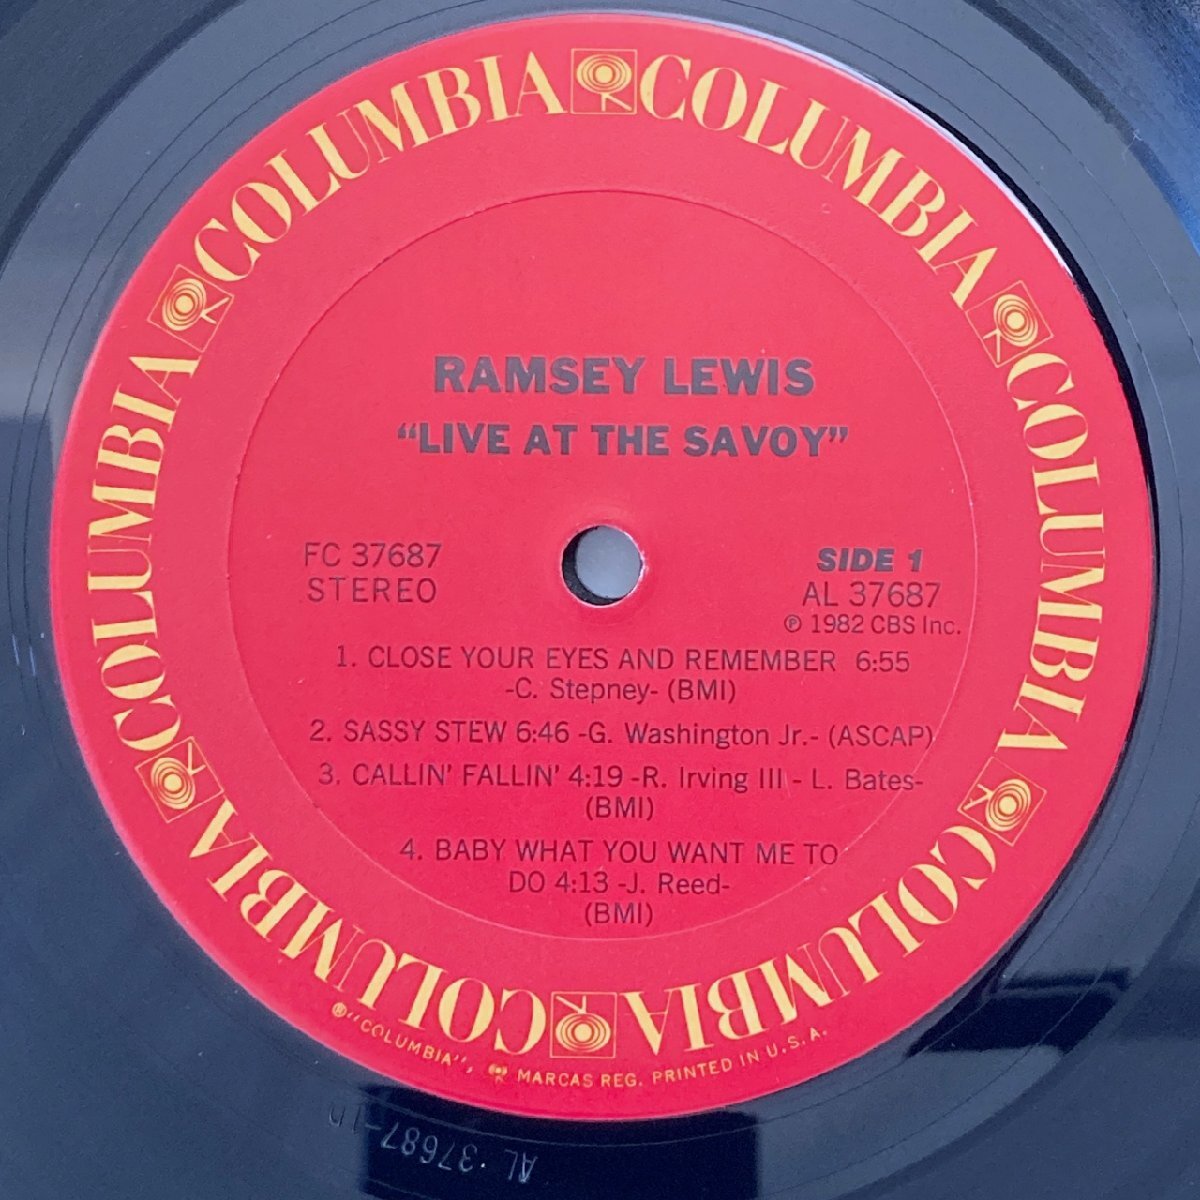 COLUMBIA COLUMBIA COLUMBIA COLUMBIA COLUMBIA COLUMBIA
RAMSEY LEWIS
“LIVE AT THE SAVOY”
FC 37687
STEREO
SIDE 1
AL 37687
℗ 1982 CBS Inc.
1. CLOSE YOUR EYES AND REMEMBER 6:55
-C. Stepney- (BMI)
2. SASSY STEW 6:46 -G. Washington Jr.- (ASCAP)
3. CALLIN’ FALLIN’ 4:19 -R. Irving III - L. Bates-
(BMI)
4. BABY WHAT YOU WANT ME TO
DO 4:13 -J. Reed-
(BMI)
®“COLUMBIA”, MARCAS REG. PRINTED IN U.S.A.
AL·37687-1D